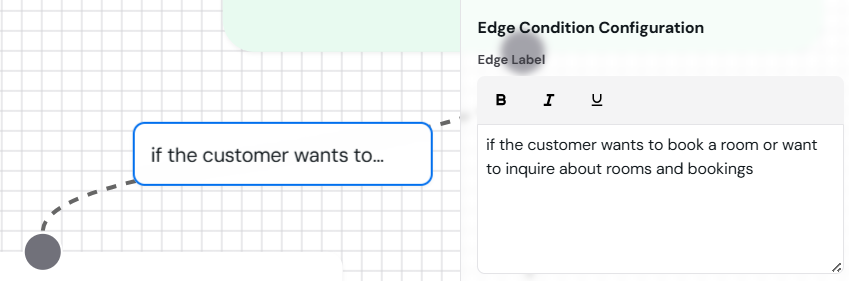 Edge Condition Configuration
Edge Label
B I U
if the customer wants to...
if the customer wants to book a room or want
to inquire about rooms and bookings